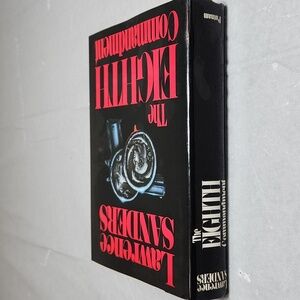 The
EIGHTH
Commandment
Lawrence
SANDERS
Lawrence
SANDERS
The
EIGHTH
Commandment
Putnam